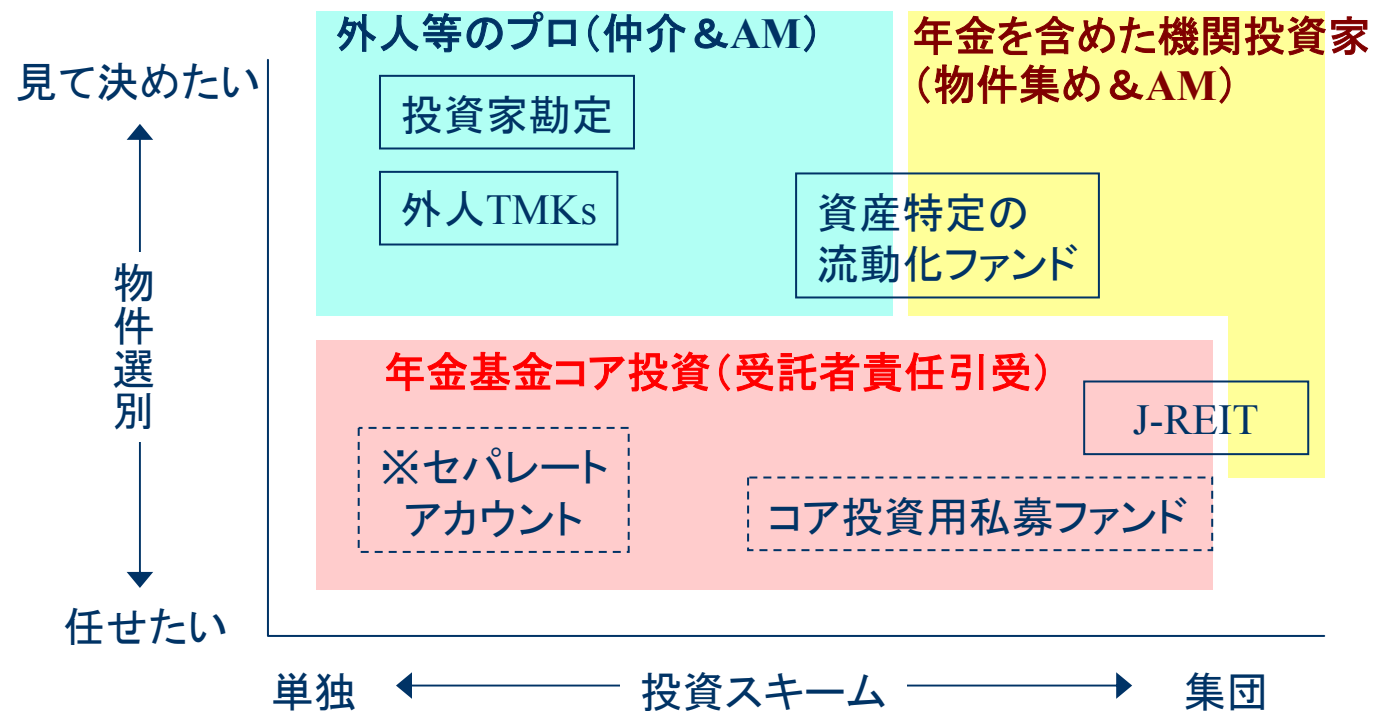 外人等のプロ（仲介＆AM）
年金を含めた機関投資家
（物件集め＆AM）
見て決めたい
投資家勘定
外人TMKs
資産特定の
流動化ファンド
物件選別
年金基金コア投資（受託者責任引受）
J-REIT
※セパレート
アカウント
コア投資用私募ファンド
任せたい
単独
投資スキーム
集団